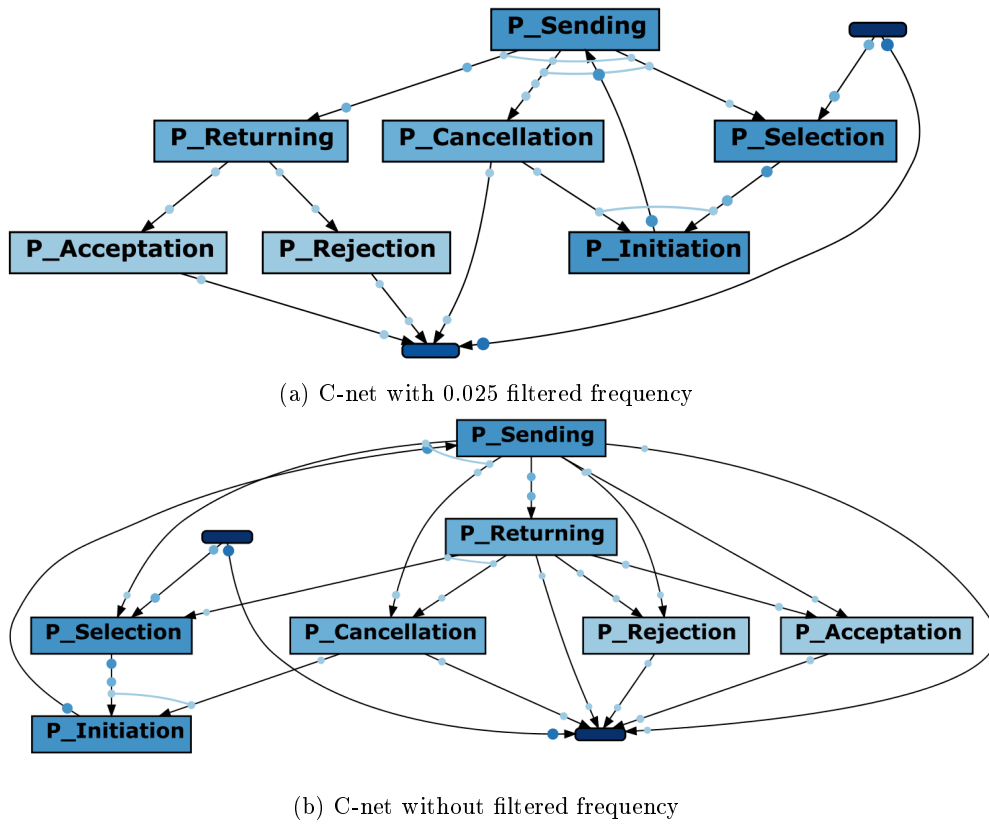 P_Sending
P_Returning
P_Cancellation
P_Selection
P_Acceptation
P_Rejection
P_Initiation
(a) C-net with 0.025 filtered frequency
P_Sending
P_Returning
P_Selection
P_Cancellation
P_Rejection
P_Acceptation
P_Initiation
(b) C-net without filtered frequency